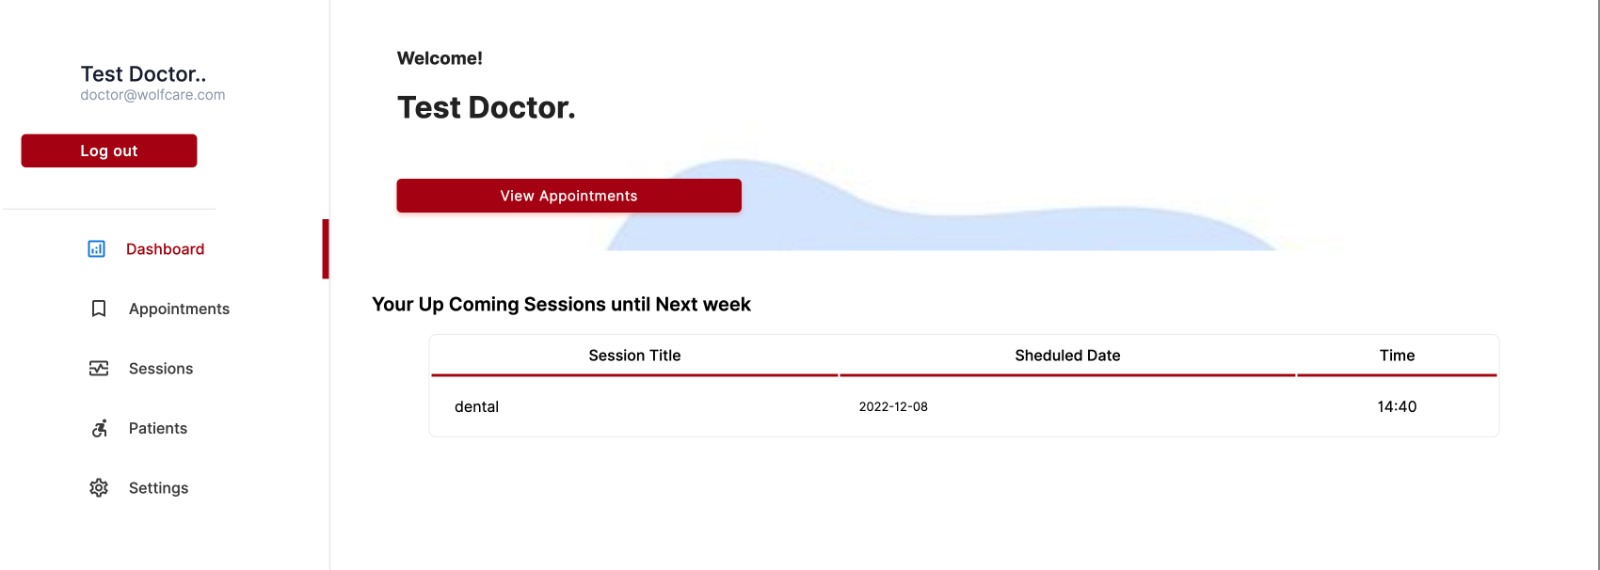 Test Doctor..
doctor@wolfcare.com
Log out
Dashboard
Appointments
Sessions
Patients
Settings
Welcome!
Test Doctor.
View Appointments
Your Up Coming Sessions until Next week
Session Title Sheduled Date Time
dental 2022-12-08 14:40